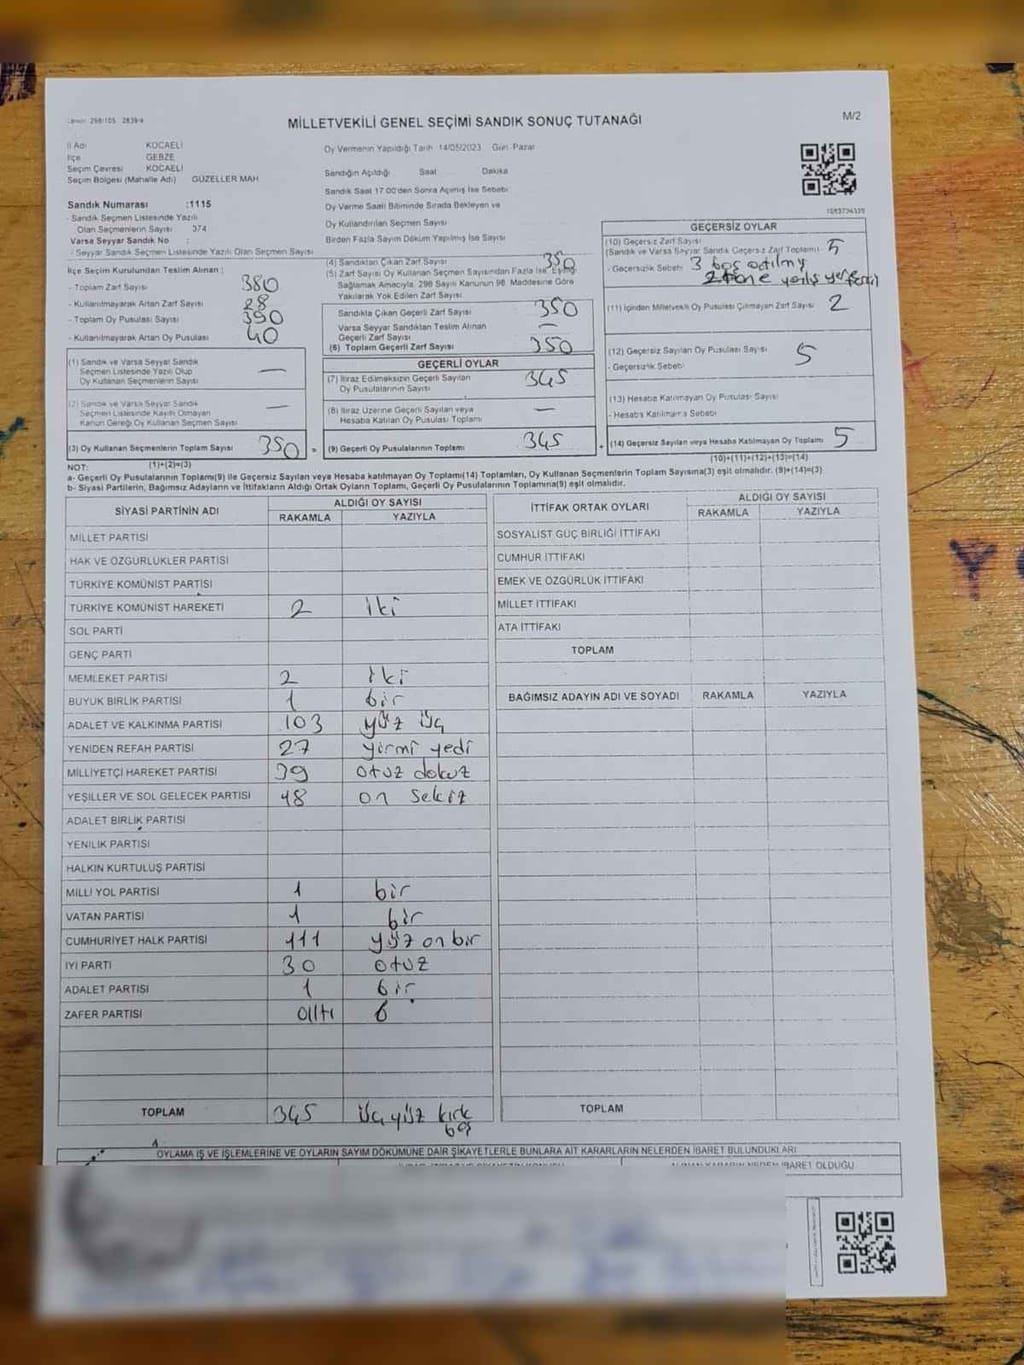 MİLLETVEKİLİ GENEL SEÇİMİ SANDIK SONUÇ TUTANAĞI
M/2
İl Adı KOCAELİ
İlçe GEBZE
Seçim Çevresi KOCAELİ
Seçim Bölgesi (Mahalle Adı) GÜZELLER MAH
Sandık Numarası :1115
- Sandık Seçmen Listesinde Yazılı
Olan Seçmenlerin Sayısı 374
Varsa Seyyar Sandık No :
- Seyyar Sandık Seçmen Listesinde Yazılı Olan Seçmen Sayısı
İlçe Seçim Kurulundan Teslim Alınan :
- Toplam Zarf Sayısı 380
- Kullanılmayarak Artan Zarf Sayısı 28
- Toplam Oy Pusulası Sayısı 390
- Kullanılmayarak Artan Oy Pusulası 40
(1) Sandık ve Varsa Seyyar Sandık
Seçmen Listesinde Yazılı Olup
Oy Kullanan Seçmenlerin Sayısı —
(2) Sandık ve Varsa Seyyar Sandık
Seçmen Listesinde Kayıtlı Olmayan
Kanun Gereği Oy Kullanan Seçmen Sayısı —
(3) Oy Kullanan Seçmenlerin Toplam Sayısı 350 =
(1)+(2)=(3)
Oy Vermenin Yapıldığı Tarih 14/05/2023 Gün Pazar
Sandığın Açıldığı Saat Dakika
Sandık Saat 17.00'den Sonra Açılmış İse Sebebi
Oy Verme Saati Bitiminde Sırada Bekleyen ve
Oy Kullandırılan Seçmen Sayısı
Birden Fazla Sayım Döküm Yapılmış İse Sayısı
(4) Sandıktan Çıkan Zarf Sayısı 350
(5) Zarf Sayısı Oy Kullanan Seçmen Sayısından Fazla İse, Eşitliği
Sağlamak Amacıyla, 298 Sayılı Kanunun 98. Maddesine Göre
Yakılarak Yok Edilen Zarf Sayısı
Sandıkta Çıkan Geçerli Zarf Sayısı 350
Varsa Seyyar Sandıktan Teslim Alınan
Geçerli Zarf Sayısı —
(6) Toplam Geçerli Zarf Sayısı 350
GEÇERLİ OYLAR
(7) İtiraz Edilmeksizin Geçerli Sayılan
Oy Pusulalarının Sayısı 345
(8) İtiraz Üzerine Geçerli Sayılan veya
Hesaba Katılan Oy Pusulası Toplamı —
(9) Geçerli Oy Pusulalarının Toplamı 345 +
GEÇERSİZ OYLAR
(10) Geçersiz Zarf Sayısı
(Sandık ve Varsa Seyyar Sandık Geçersiz Zarf Toplamı) 5
- Geçersizlik Sebebi 3 boş atılmış
2 tane yanlış
(11) İçinden Milletvekili Oy Pusulası Çıkmayan Zarf Sayısı 2
(12) Geçersiz Sayılan Oy Pusulası Sayısı 5
- Geçersizlik Sebebi
(13) Hesaba Katılmayan Oy Pusulası Sayısı
- Hesaba Katılmama Sebebi
(14) Geçersiz Sayılan veya Hesaba Katılmayan Oy Toplamı 5
(10)+(11)+(12)+(13)=(14)
NOT:
a- Geçerli Oy Pusulalarının Toplamı(9) ile Geçersiz Sayılan veya Hesaba katılmayan Oy Toplamı(14) Toplamları, Oy Kullanan Seçmenlerin Toplam Sayısına(3) eşit olmalıdır. (9)+(14)=(3)
b- Siyasi Partilerin, Bağımsız Adayların ve İttifakların Aldığı Ortak Oyların Toplamı, Geçerli Oy Pusulalarının Toplamına(9) eşit olmalıdır.
SİYASİ PARTİNİN ADI ALDIĞI OY SAYISI
RAKAMLA YAZIYLA
MİLLET PARTİSİ
HAK VE ÖZGÜRLÜKLER PARTİSİ
TÜRKİYE KOMÜNİST PARTİSİ
TÜRKİYE KOMÜNİST HAREKETİ 2 iki
SOL PARTİ
GENÇ PARTİ
MEMLEKET PARTİSİ 2 iki
BÜYÜK BİRLİK PARTİSİ 1 bir
ADALET VE KALKINMA PARTİSİ 103 yüz üç
YENİDEN REFAH PARTİSİ 27 yirmi yedi
MİLLİYETÇİ HAREKET PARTİSİ 39 otuz dokuz
YEŞİLLER VE SOL GELECEK PARTİSİ 18 on sekiz
ADALET BİRLİK PARTİSİ
YENİLİK PARTİSİ
HALKIN KURTULUŞ PARTİSİ
MİLLİ YOL PARTİSİ 1 bir
VATAN PARTİSİ 1 bir
CUMHURİYET HALK PARTİSİ 111 yüz on bir
İYİ PARTİ 30 otuz
ADALET PARTİSİ 1 bir
ZAFER PARTİSİ altı 6
TOPLAM 345 üç yüz kırk
beş
İTTİFAK ORTAK OYLARI ALDIĞI OY SAYISI
RAKAMLA YAZIYLA
SOSYALİST GÜÇ BİRLİĞİ İTTİFAKI
CUMHUR İTTİFAKI
EMEK VE ÖZGÜRLÜK İTTİFAKI
MİLLET İTTİFAKI
ATA İTTİFAKI
TOPLAM
BAĞIMSIZ ADAYIN ADI VE SOYADI RAKAMLA YAZIYLA
TOPLAM
OYLAMA İŞ VE İŞLEMLERİNE VE OYLARIN SAYIM DÖKÜMÜNE DAİR ŞİKAYETLERLE BUNLARA AİT KARARLARIN NELERDEN İBARET BULUNDUKLARI